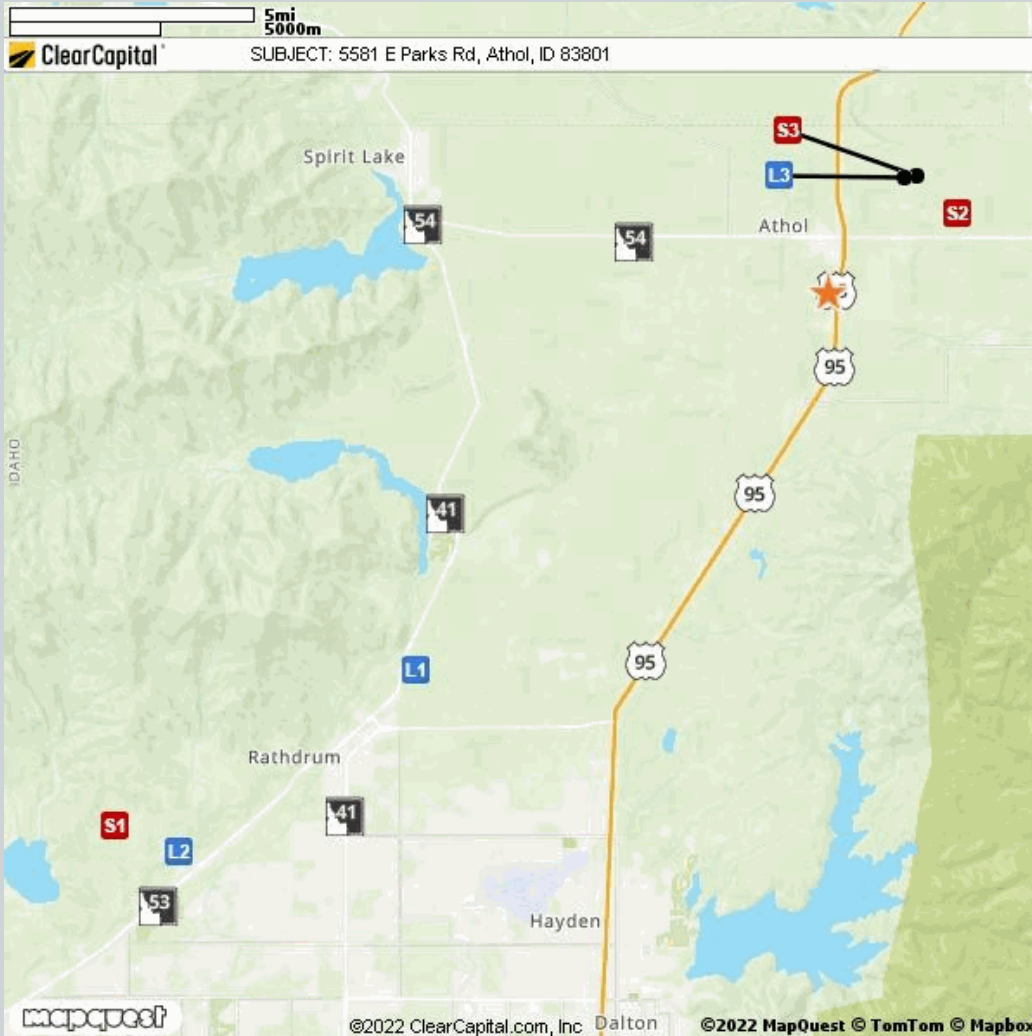 5mi
5000m
ClearCapital SUBJECT: 5581 E Parks Rd, Athol, ID 83801
S3
Spirit Lake
L3
54
S2
Athol
54
95
IDAHO
95
41
95
L1
Rathdrum
41
S1
L2
53
Hayden
mapquest
©2022 ClearCapital.com, Inc
Dalton
©2022 MapQuest © TomTom © Mapbox